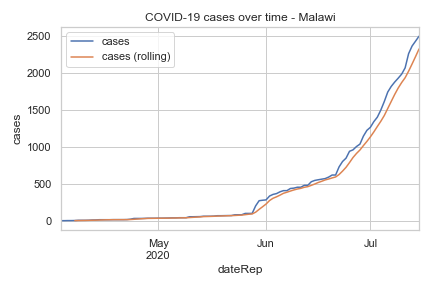 COVID-19 cases over time - Malawi
cases
cases (rolling)
2500
2000
1500
1000
500
0
cases
May
2020
Jun
Jul
dateRep